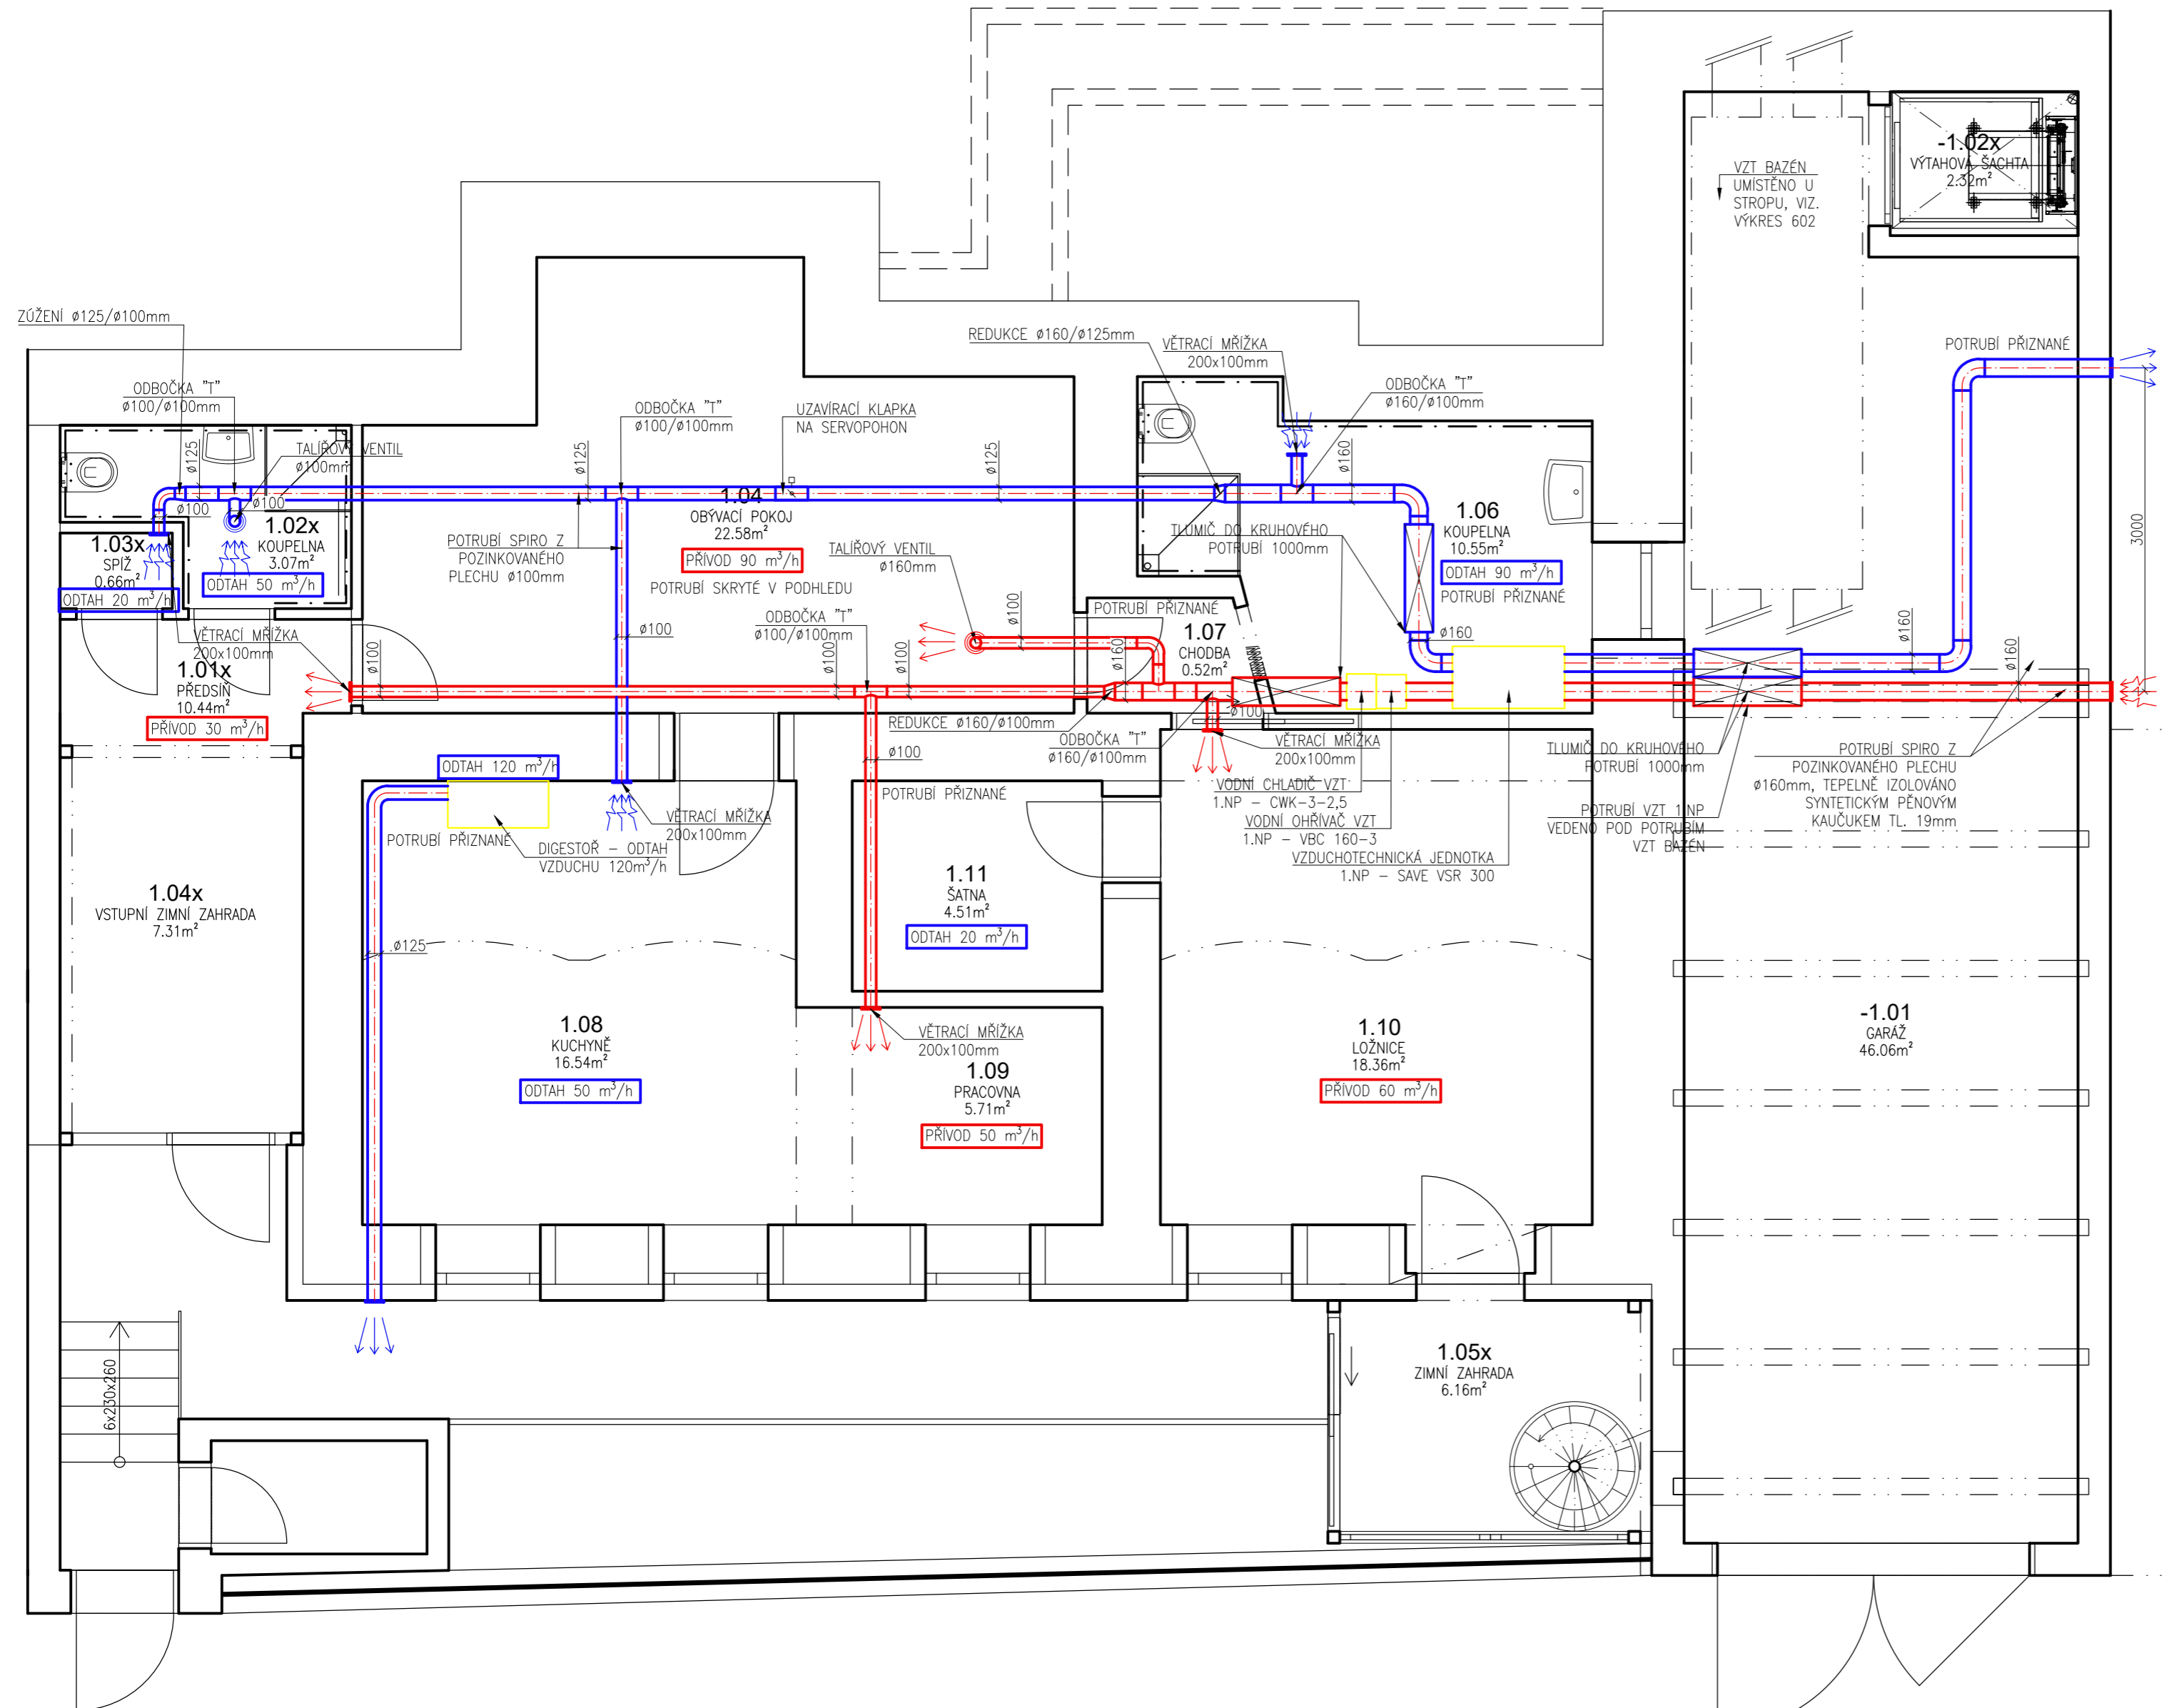 -1.02x
VÝTAHOVÁ ŠACHTA
2.32m²
VZT BAZÉN
UMÍSTĚNO U
STROPU, VIZ.
VÝKRES 602
ZÚŽENÍ ø125/ø100mm
REDUKCE ø160/ø125mm
VĚTRACÍ MŘÍŽKA
200x100mm
POTRUBÍ PŘIZNANÉ
ODBOČKA "T"
ø100/ø100mm
ODBOČKA "T"
ø100/ø100mm
UZAVÍRACÍ KLAPKA
NA SERVOPOHON
ODBOČKA "T"
ø160/ø100mm
TALÍŘOVÝ VENTIL
ø100mm
ø125
ø125
ø125
ø160
ø100
ø100
1.02x
KOUPELNA
3.07m²
ODTAH 50 m³/h
1.03x
SPÍŽ
0.66m²
ODTAH 20 m³/h
1.04
OBÝVACÍ POKOJ
22.58m²
PŘÍVOD 90 m³/h
POTRUBÍ SKRYTÉ V PODHLEDU
POTRUBÍ SPIRO Z
POZINKOVANÉHO
PLECHU ø100mm
TALÍŘOVÝ VENTIL
ø160mm
TLUMIČ DO KRUHOVÉHO
POTRUBÍ 1000mm
1.06
KOUPELNA
10.55m²
ODTAH 90 m³/h
POTRUBÍ PŘIZNANÉ
3000
POTRUBÍ PŘIZNANÉ
1.07
CHODBA
0.52m²
ODBOČKA "T"
ø100/ø100mm
ø100
ø100
ø160
ø160
ø160
ø160
VĚTRACÍ MŘÍŽKA
200x100mm
1.01x
PŘEDSÍŇ
10.44m²
PŘÍVOD 30 m³/h
ø100
ø100
ø100
ø100
REDUKCE ø160/ø100mm
ø100
ODBOČKA "T"
ø160/ø100mm
VĚTRACÍ MŘÍŽKA
200x100mm
VODNÍ CHLADIČ VZT
1.NP – CWK-3-2,5
VODNÍ OHŘÍVAČ VZT
1.NP – VBC 160-3
VZDUCHOTECHNICKÁ JEDNOTKA
1.NP – SAVE VSR 300
TLUMIČ DO KRUHOVÉHO
POTRUBÍ 1000mm
POTRUBÍ VZT 1.NP
VEDENO POD POTRUBÍM
VZT BAZÉN
POTRUBÍ SPIRO Z
POZINKOVANÉHO PLECHU
ø160mm, TEPELNĚ IZOLOVÁNO
SYNTETICKÝM PĚNOVÝM
KAUČUKEM TL. 19mm
ODTAH 120 m³/h
POTRUBÍ PŘIZNANÉ
DIGESTOŘ – ODTAH
VZDUCHU 120m³/h
VĚTRACÍ MŘÍŽKA
200x100mm
POTRUBÍ PŘIZNANÉ
1.11
ŠATNA
4.51m²
ODTAH 20 m³/h
1.04x
VSTUPNÍ ZIMNÍ ZAHRADA
7.31m²
ø125
1.08
KUCHYNĚ
16.54m²
ODTAH 50 m³/h
VĚTRACÍ MŘÍŽKA
200x100mm
1.09
PRACOVNA
5.71m²
PŘÍVOD 50 m³/h
1.10
LOŽNICE
18.36m²
PŘÍVOD 60 m³/h
-1.01
GARÁŽ
46.06m²
1.05x
ZIMNÍ ZAHRADA
6.16m²
6x230x260